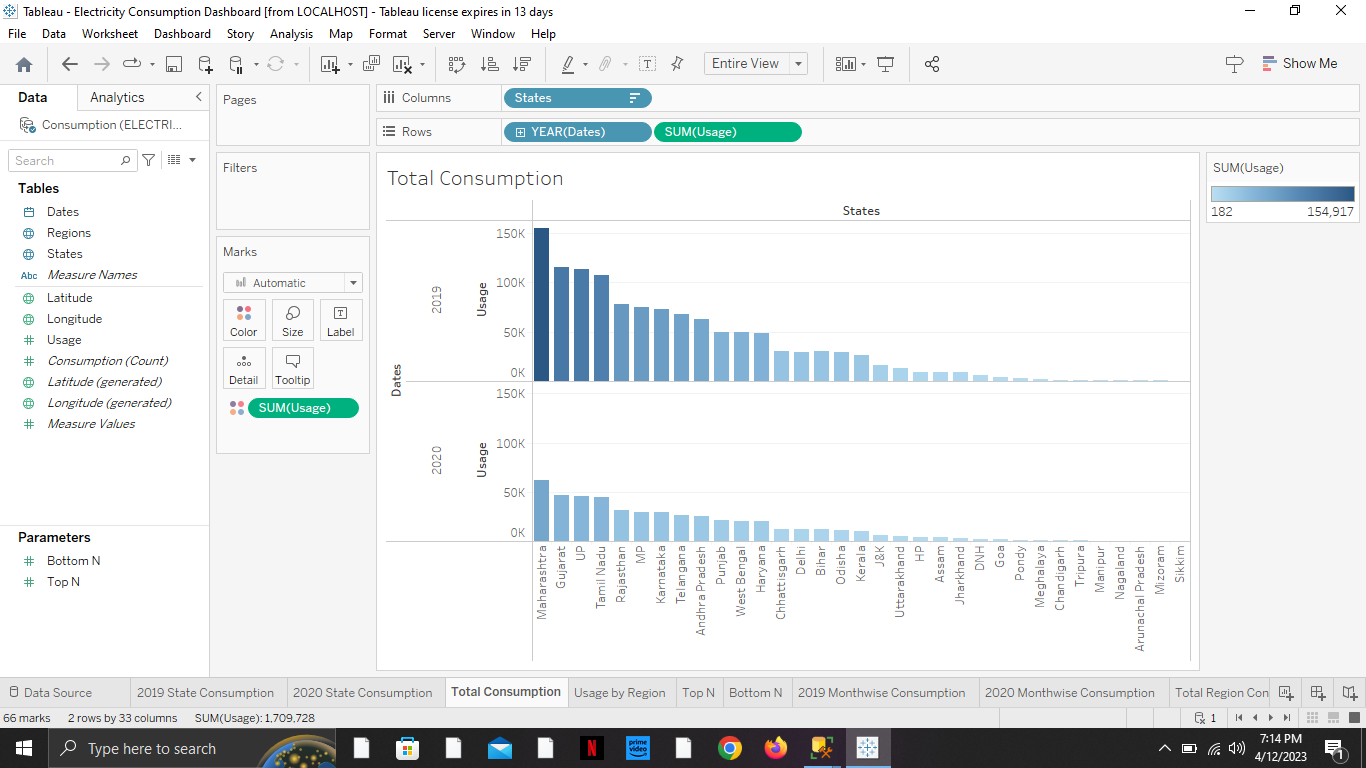 Tableau - Electricity Consumption Dashboard [from LOCALHOST] - Tableau license expires in 13 days
File Data Worksheet Dashboard Story Analysis Map Format Server Window Help
Entire View
Show Me
Data Analytics
Consumption (ELECTRI...
Search
Tables
Dates
Regions
States
Abc Measure Names
Latitude
Longitude
Usage
Consumption (Count)
Latitude (generated)
Longitude (generated)
Measure Values
Parameters
Bottom N
Top N
Pages
Filters
Marks
Automatic
Color Size Label
Detail Tooltip
SUM(Usage)
Columns States
Rows YEAR(Dates) SUM(Usage)
Total Consumption
States
Dates
2019
Usage
150K
100K
50K
0K
2020
Usage
150K
100K
50K
0K
Maharashtra
Gujarat
UP
Tamil Nadu
Rajasthan
MP
Karnataka
Telangana
Andhra Pradesh
Punjab
West Bengal
Haryana
Chhattisgarh
Delhi
Bihar
Odisha
Kerala
J&K
Uttarakhand
HP
Assam
Jharkhand
DNH
Goa
Pondy
Meghalaya
Chandigarh
Tripura
Manipur
Nagaland
Arunachal Pradesh
Mizoram
Sikkim
SUM(Usage)
182 154,917
Data Source 2019 State Consumption 2020 State Consumption Total Consumption Usage by Region Top N Bottom N 2019 Monthwise Consumption 2020 Monthwise Consumption Total Region Con
66 marks 2 rows by 33 columns SUM(Usage): 1,709,728
1
Type here to search
N
prime video
7:14 PM
4/12/2023
1